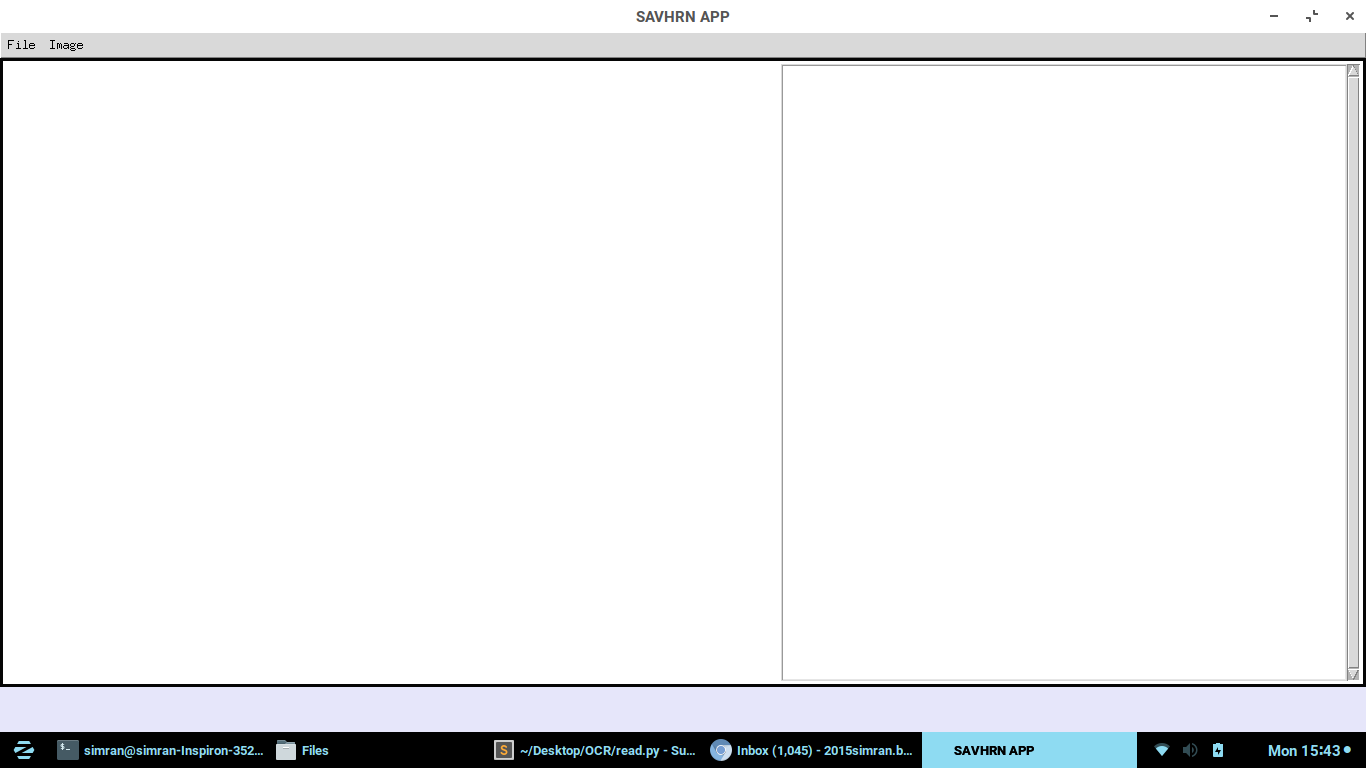 SAVHRN APP
File Image
simran@simran-Inspiron-352... Files ~/Desktop/OCR/read.py - Su... Inbox (1,045) - 2015simran.b... SAVHRN APP Mon 15:43